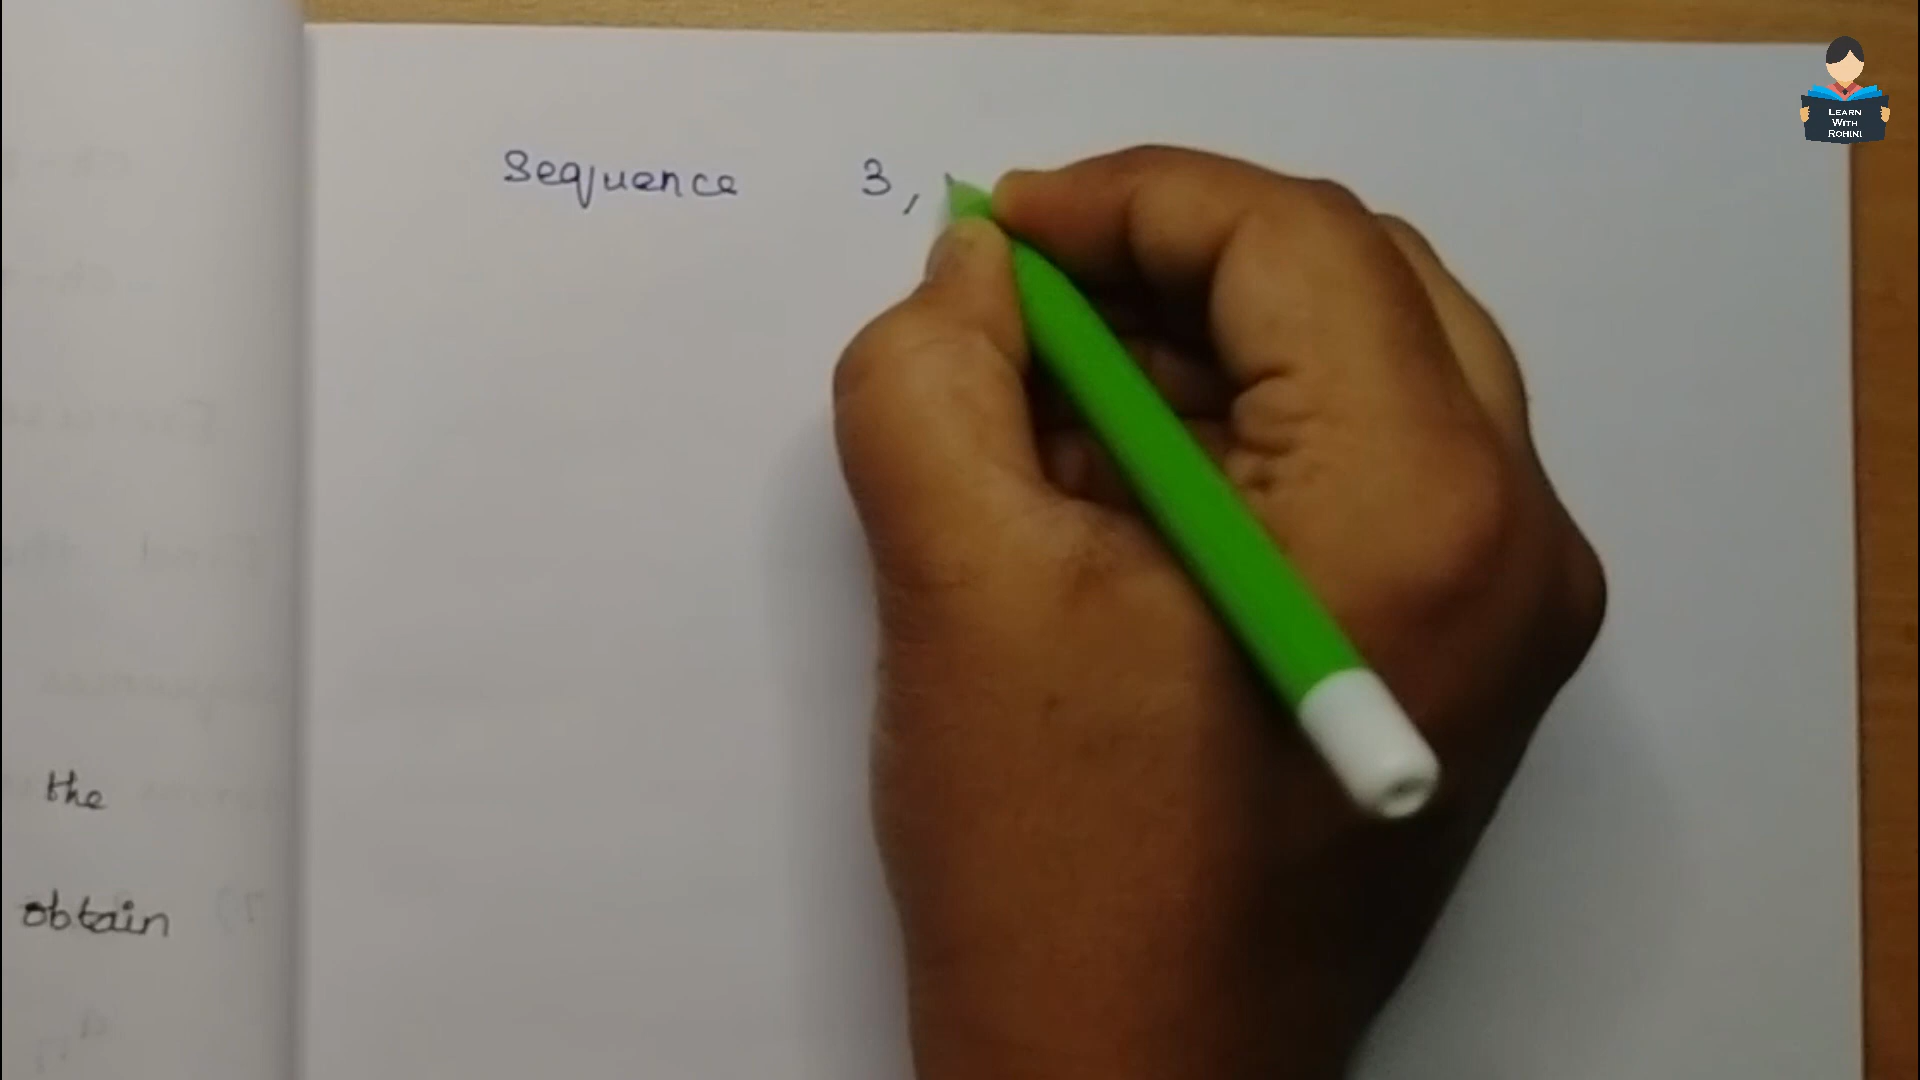 Sequence 3,
the
obtain
LEARN
WITH
ROHINI